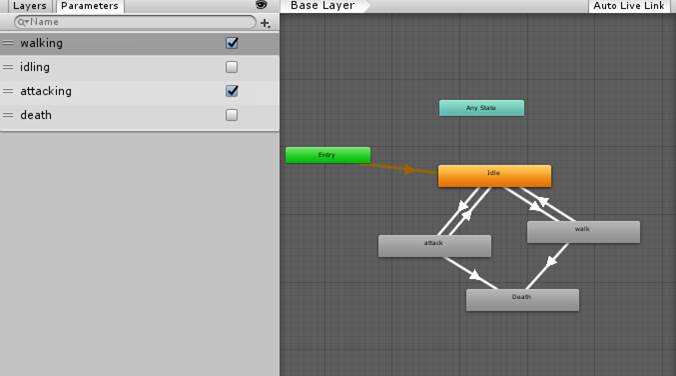 Layers Parameters
Base Layer
Auto Live Link
Name
walking
idling
attacking
death
Any State
Entry
Idle
walk
attack
Death